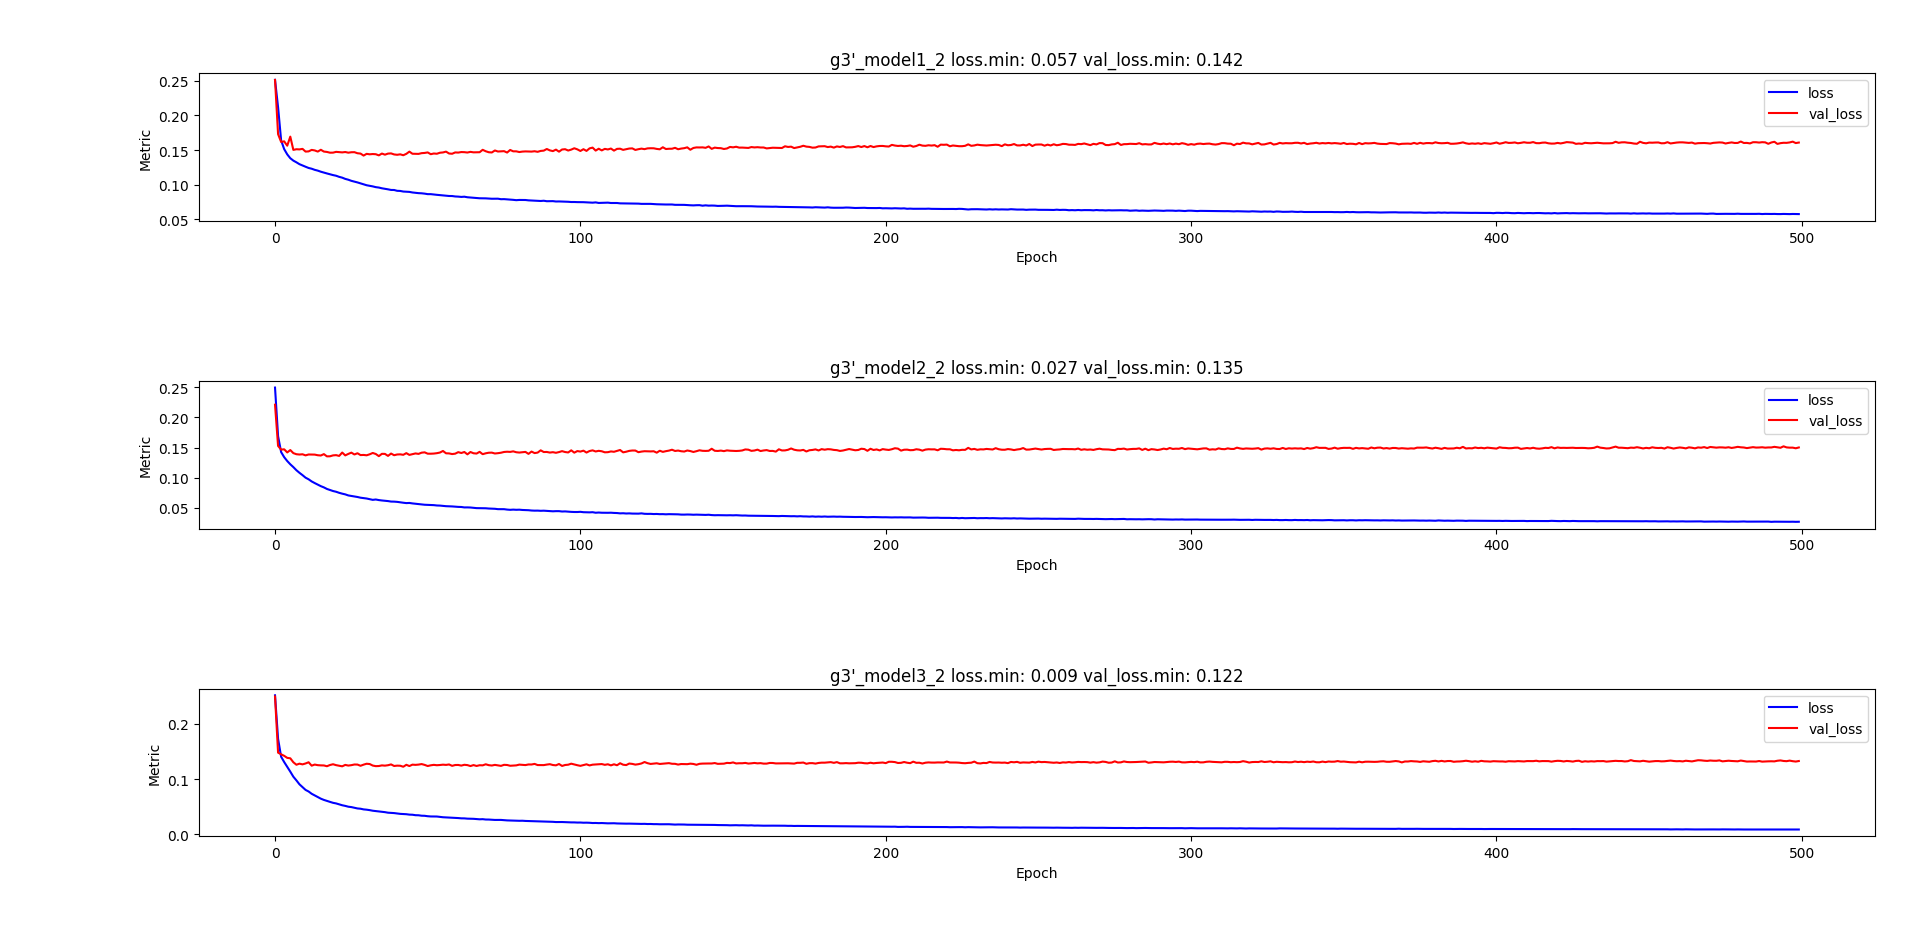 g3'_model1_2 loss.min: 0.057 val_loss.min: 0.142
0.25
0.20
0.15
0.10
0.05
Metric
loss
val_loss
0 100 200 300 400 500
Epoch
g3'_model2_2 loss.min: 0.027 val_loss.min: 0.135
0.25
0.20
0.15
0.10
0.05
Metric
loss
val_loss
0 100 200 300 400 500
Epoch
g3'_model3_2 loss.min: 0.009 val_loss.min: 0.122
0.2
0.1
0.0
Metric
loss
val_loss
0 100 200 300 400 500
Epoch